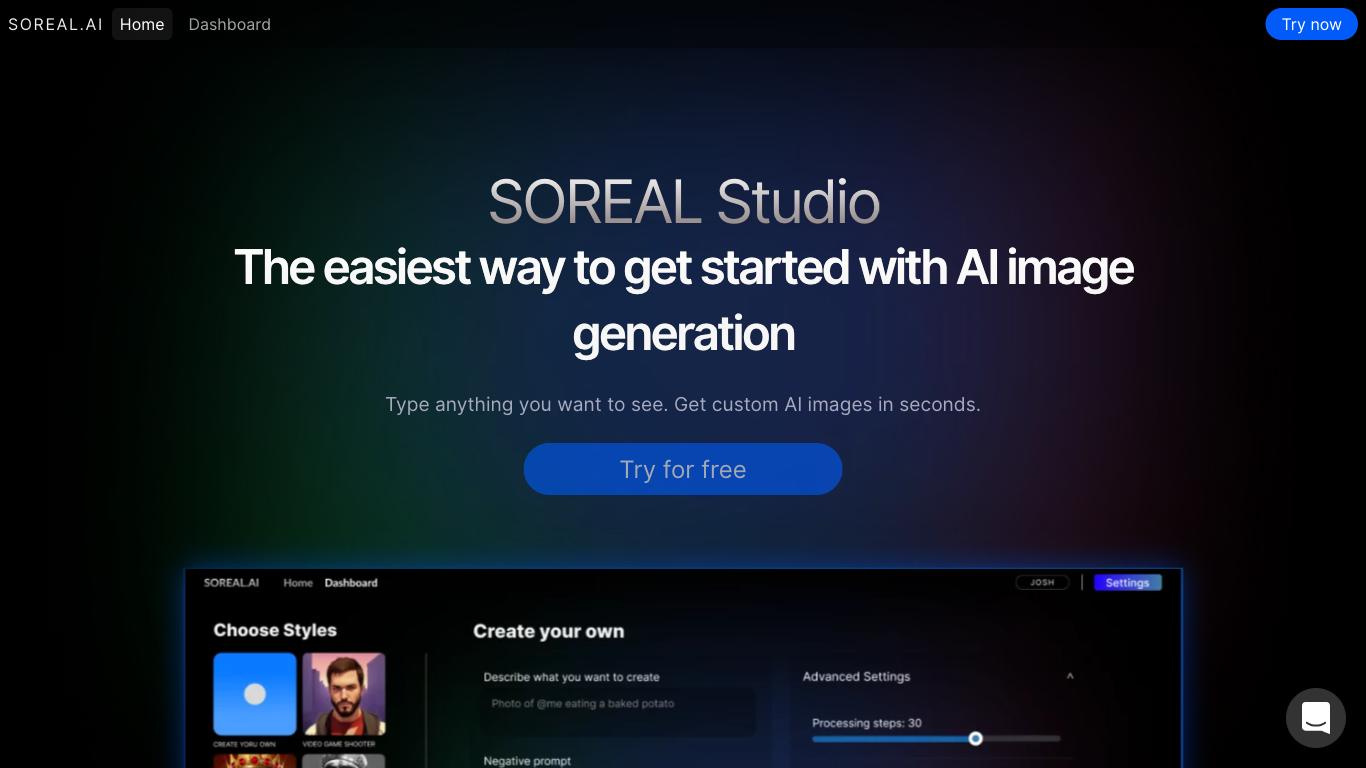 SOREAL.AI Home Dashboard Try now
SOREAL Studio
The easiest way to get started with AI image
generation
Type anything you want to see. Get custom AI images in seconds.
Try for free
SOREAL.AI Home Dashboard JOSH Settings
Choose Styles
Create your own
Describe what you want to create
Advanced Settings
Photo of @me eating a baked potato
Processing steps: 30
CREATE YORU OWN VIDEO GAME SHOOTER
Negative prompt